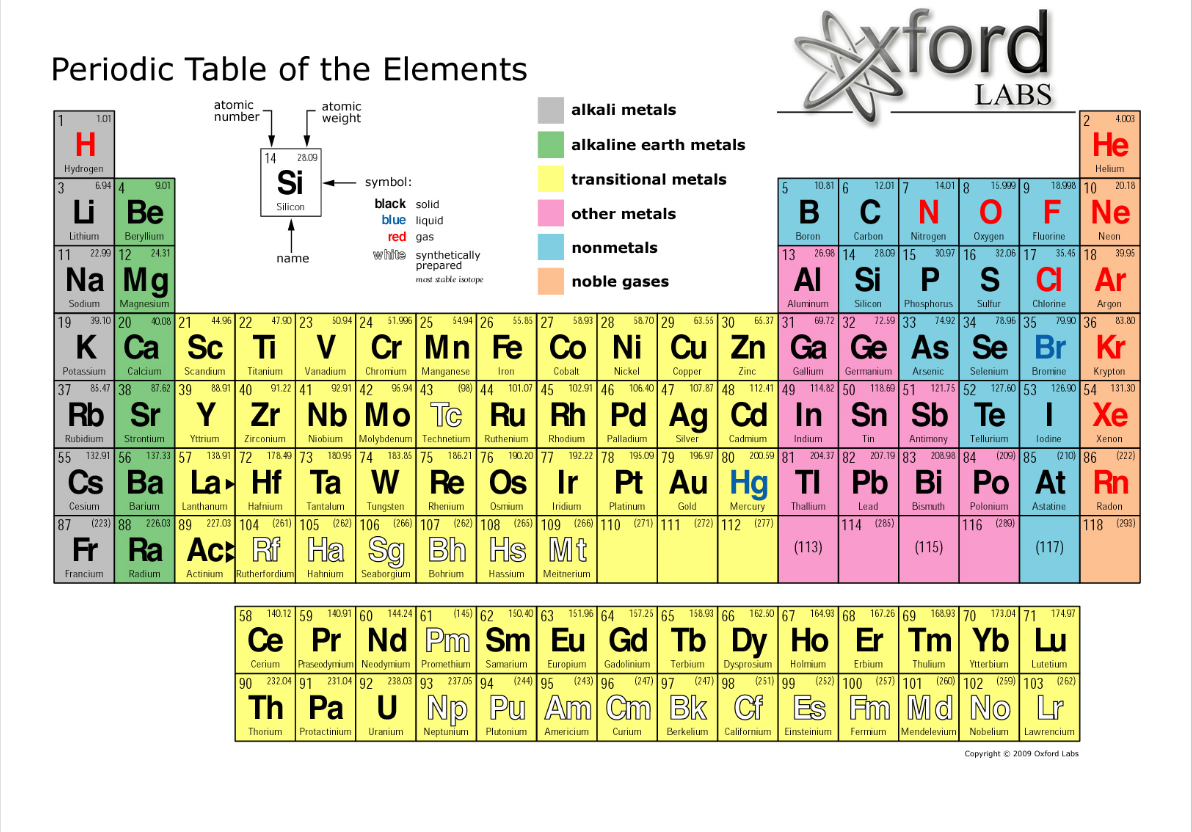 Oxford
LABS
Periodic Table of the Elements
atomic number
atomic weight
14 28.09
Si
Silicon
name
symbol:
black solid
blue liquid
red gas
white synthetically
prepared
most stable isotope
alkali metals
alkaline earth metals
transitional metals
other metals
nonmetals
noble gases
1 1.01 2 4.003
H He
Hydrogen Helium
3 6.94 4 9.01 5 10.81 6 12.01 7 14.01 8 15.999 9 18.998 10 20.18
Li Be B C N O F Ne
Lithium Beryllium Boron Carbon Nitrogen Oxygen Fluorine Neon
11 22.99 12 24.31 13 26.98 14 28.09 15 30.97 16 32.06 17 35.45 18 39.95
Na Mg Al Si P S Cl Ar
Sodium Magnesium Aluminum Silicon Phosphorus Sulfur Chlorine Argon
19 39.10 20 40.08 21 44.96 22 47.90 23 50.94 24 51.996 25 54.94 26 55.85 27 58.93 28 58.70 29 63.55 30 65.37 31 69.72 32 72.59 33 74.92 34 78.96 35 79.90 36 83.80
K Ca Sc Ti V Cr Mn Fe Co Ni Cu Zn Ga Ge As Se Br Kr
Potassium Calcium Scandium Titanium Vanadium Chromium Manganese Iron Cobalt Nickel Copper Zinc Gallium Germanium Arsenic Selenium Bromine Krypton
37 85.47 38 87.62 39 88.91 40 91.22 41 92.91 42 95.94 43 (98) 44 101.07 45 102.91 46 106.40 47 107.87 48 112.41 49 114.82 50 118.69 51 121.75 52 127.60 53 126.90 54 131.30
Rb Sr Y Zr Nb Mo Tc Ru Rh Pd Ag Cd In Sn Sb Te I Xe
Rubidium Strontium Yttrium Zirconium Niobium Molybdenum Technetium Ruthenium Rhodium Palladium Silver Cadmium Indium Tin Antimony Tellurium Iodine Xenon
55 132.91 56 137.33 57 138.91 72 178.49 73 180.95 74 183.85 75 186.21 76 190.20 77 192.22 78 195.09 79 196.97 80 200.59 81 204.37 82 207.19 83 208.98 84 (209) 85 (210) 86 (222)
Cs Ba La Hf Ta W Re Os Ir Pt Au Hg Tl Pb Bi Po At Rn
Cesium Barium Lanthanum Hafnium Tantalum Tungsten Rhenium Osmium Iridium Platinum Gold Mercury Thallium Lead Bismuth Polonium Astatine Radon
87 (223) 88 226.03 89 227.03 104 (261) 105 (262) 106 (266) 107 (262) 108 (265) 109 (266) 110 (271) 111 (272) 112 (277) 114 (285) 116 (289) 118 (293)
Fr Ra Ac Rf Ha Sg Bh Hs Mt (113) (115) (117)
Francium Radium Actinium Rutherfordium Hahnium Seaborgium Bohrium Hassium Meitnerium
58 140.12 59 140.91 60 144.24 61 (145) 62 150.40 63 151.96 64 157.25 65 158.93 66 162.50 67 164.93 68 167.26 69 168.93 70 173.04 71 174.97
Ce Pr Nd Pm Sm Eu Gd Tb Dy Ho Er Tm Yb Lu
Cerium Praseodymium Neodymium Promethium Samarium Europium Gadolinium Terbium Dysprosium Holmium Erbium Thulium Ytterbium Lutetium
90 232.04 91 231.04 92 238.03 93 237.05 94 (244) 95 (243) 96 (247) 97 (247) 98 (251) 99 (252) 100 (257) 101 (260) 102 (259) 103 (262)
Th Pa U Np Pu Am Cm Bk Cf Es Fm Md No Lr
Thorium Protactinium Uranium Neptunium Plutonium Americium Curium Berkelium Californium Einsteinium Fermium Mendelevium Nobelium Lawrencium
Copyright © 2009 Oxford Labs